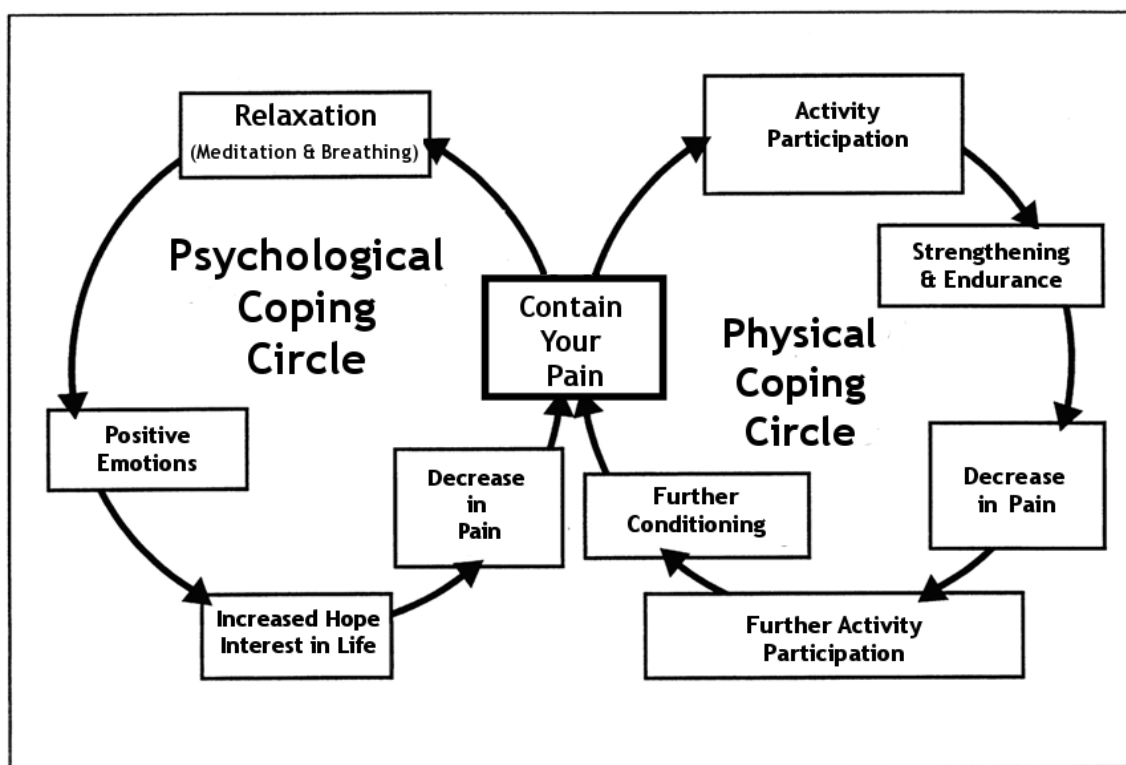 Relaxation
(Meditation & Breathing)
Psychological
Coping
Circle
Positive
Emotions
Increased Hope
Interest in Life
Decrease
in
Pain
Contain
Your
Pain
Activity
Participation
Strengthening
& Endurance
Physical
Coping
Circle
Decrease
in Pain
Further Activity
Participation
Further
Conditioning